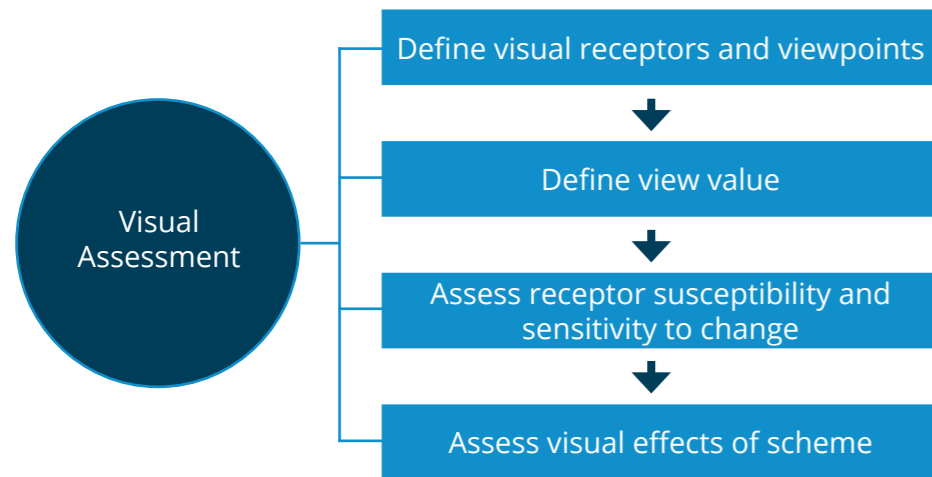 Visual
Assessment
Define visual receptors and viewpoints
Define view value
Assess receptor susceptibility and
sensitivity to change
Assess visual effects of scheme